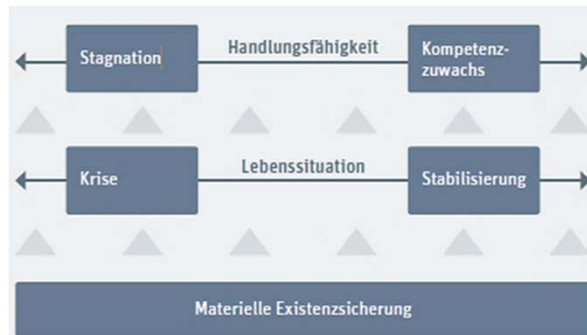 Stagnation
Handlungsfähigkeit
Kompetenz-
zuwachs
Krise
Lebenssituation
Stabilisierung
Materielle Existenzsicherung